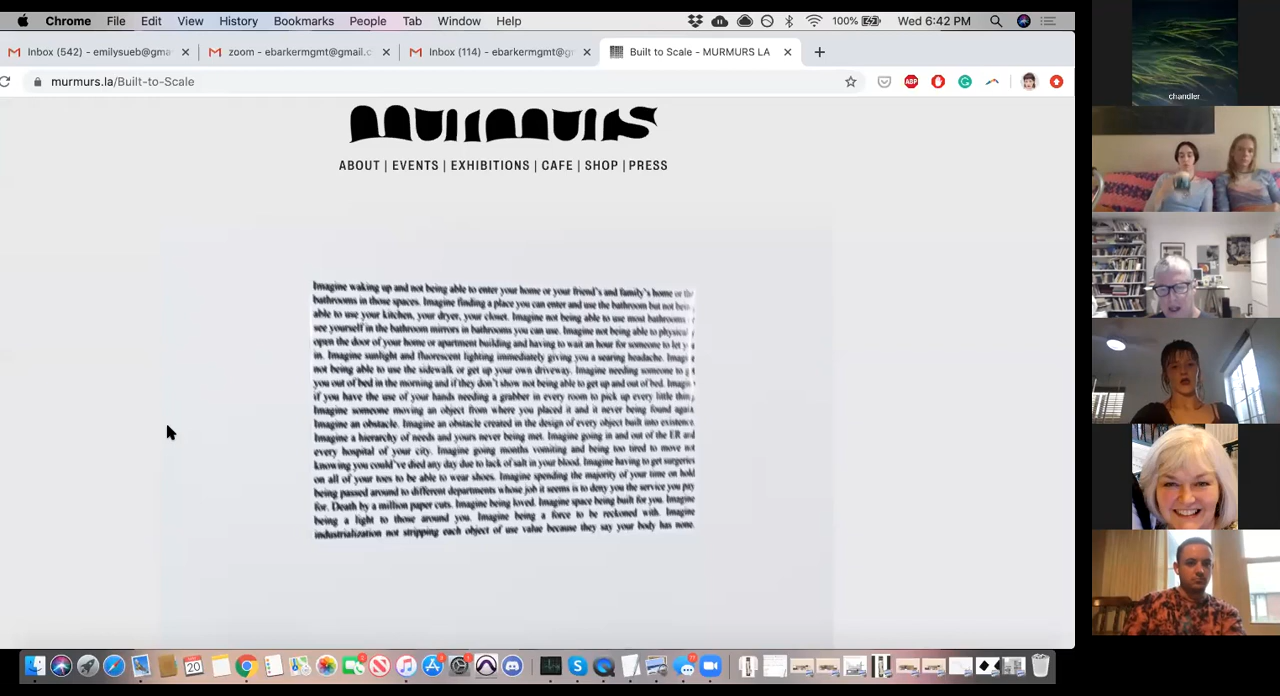 Chrome File Edit View History Bookmarks People Tab Window Help 100% Wed 6:42 PM
Inbox (542) - emilysueb@gma zoom - ebarkermgmt@gmail.c Inbox (114) - ebarkermgmt@g Built to Scale - MURMURS LA
murmurs.la/Built-to-Scale
ABP
murmurs
ABOUT | EVENTS | EXHIBITIONS | CAFE | SHOP | PRESS
Imagine waking up and not being able to enter your home or your friend's and family's home or the
bathrooms in those spaces. Imagine finding a place you can enter and use the bathroom but not bein
able to use your kitchen, your dryer, your closet. Imagine not being able to use most bathrooms
see yourself in the bathroom mirrors in bathrooms you can use. Imagine not being able to physical
open the door of your home or apartment building and having to wait an hour for someone to let y
in. Imagine sunlight and fluorescent lighting immediately giving you a searing headache. Imag
not being able to use the sidewalk or get up your own driveway. Imagine needing someone to g
you out of bed in the morning and if they don't show not being able to get up and out of bed. Imagin
if you have the use of your hands needing a grabber in every room to pick up every little thin
Imagine someone moving an object from where you placed it and it never being found again.
Imagine an obstacle. Imagine an obstacle created in the design of every object built into existence.
Imagine a hierarchy of needs and yours never being met. Imagine going in and out of the ER and
every hospital of your city. Imagine going months vomiting and being too tired to move not
knowing you could've died any day due to lack of salt in your blood. Imagine having to get surgeries
on all of your toes to be able to wear shoes. Imagine spending the majority of your time on hold
being passed around to different departments whose job it seems is to deny you the service you pay
for. Death by a million paper cuts. Imagine being loved. Imagine space being built for you. Imagine
being a light to those around you. Imagine being a force to be reckoned with. Imagine
industrialization not stripping each object of use value because they say your body has none.
chandler
20